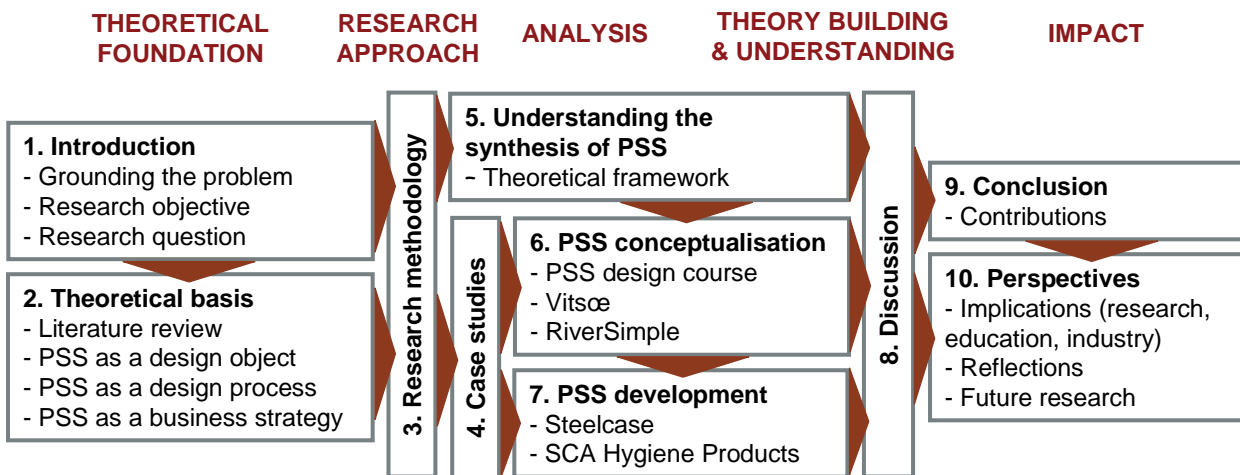 THEORETICAL
FOUNDATION
RESEARCH
APPROACH
ANALYSIS
THEORY BUILDING
& UNDERSTANDING
IMPACT
1. Introduction
- Grounding the problem
- Research objective
- Research question
2. Theoretical basis
- Literature review
- PSS as a design object
- PSS as a design process
- PSS as a business strategy
3. Research methodology
4. Case studies
5. Understanding the
synthesis of PSS
- Theoretical framework
6. PSS conceptualisation
- PSS design course
- Vitsœ
- RiverSimple
7. PSS development
- Steelcase
- SCA Hygiene Products
8. Discussion
9. Conclusion
- Contributions
10. Perspectives
- Implications (research,
education, industry)
- Reflections
- Future research